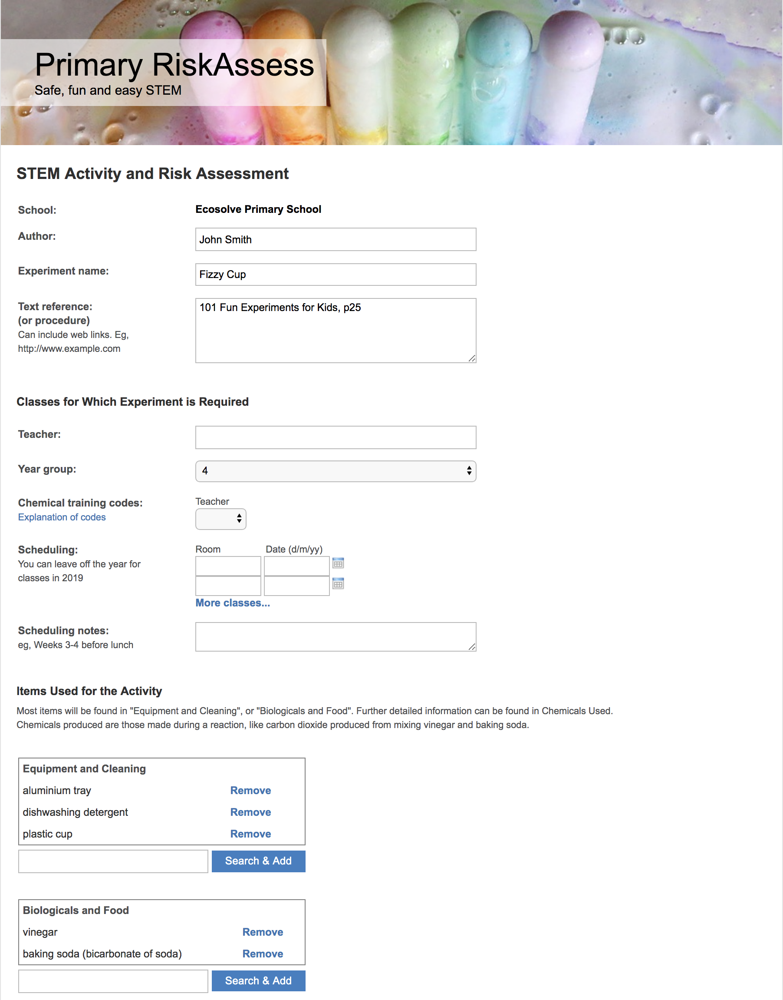 Primary RiskAssess
Safe, fun and easy STEM
STEM Activity and Risk Assessment
School: Ecosolve Primary School
Author: John Smith
Experiment name: Fizzy Cup
Text reference: 101 Fun Experiments for Kids, p25
(or procedure)
Can include web links. Eg,
http://www.example.com
Classes for Which Experiment is Required
Teacher:
Year group: 4
Chemical training codes: Teacher
Explanation of codes
Scheduling: Room Date (d/m/yy)
You can leave off the year for
classes in 2019
More classes...
Scheduling notes:
eg, Weeks 3-4 before lunch
Items Used for the Activity
Most items will be found in "Equipment and Cleaning", or "Biologicals and Food". Further detailed information can be found in Chemicals Used.
Chemicals produced are those made during a reaction, like carbon dioxide produced from mixing vinegar and baking soda.
Equipment and Cleaning
aluminium tray Remove
dishwashing detergent Remove
plastic cup Remove
Search & Add
Biologicals and Food
vinegar Remove
baking soda (bicarbonate of soda) Remove
Search & Add